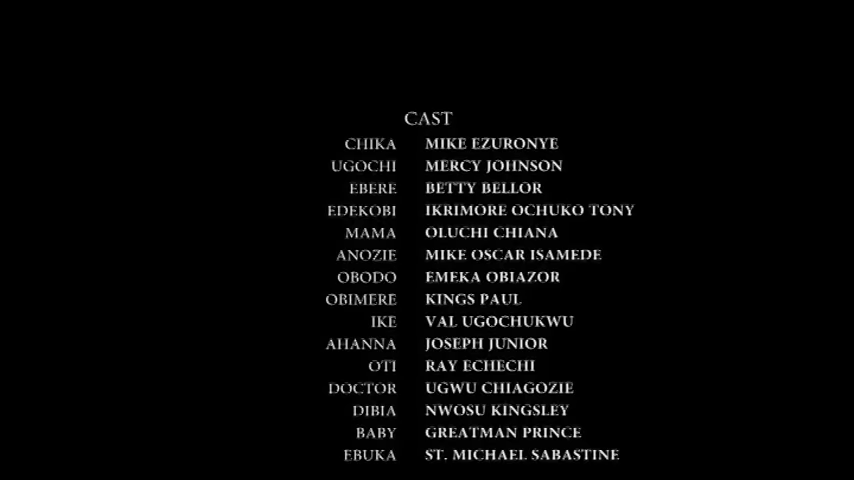 CAST
CHIKA MIKE EZURONYE
UGOCHI MERCY JOHNSON
EBERE BETTY BELLOR
EDEKOBI IKRIMORE OCHUKO TONY
MAMA OLUCHI CHIANA
ANOZIE MIKE OSCAR ISAMEDE
OBODO EMEKA OBIAZOR
OBIMERE KINGS PAUL
IKE VAL UGOCHUKWU
AHANNA JOSEPH JUNIOR
OTI RAY ECHECHI
DOCTOR UGWU CHIAGOZIE
DIBIA NWOSU KINGSLEY
BABY GREATMAN PRINCE
EBUKA ST. MICHAEL SABASTINE